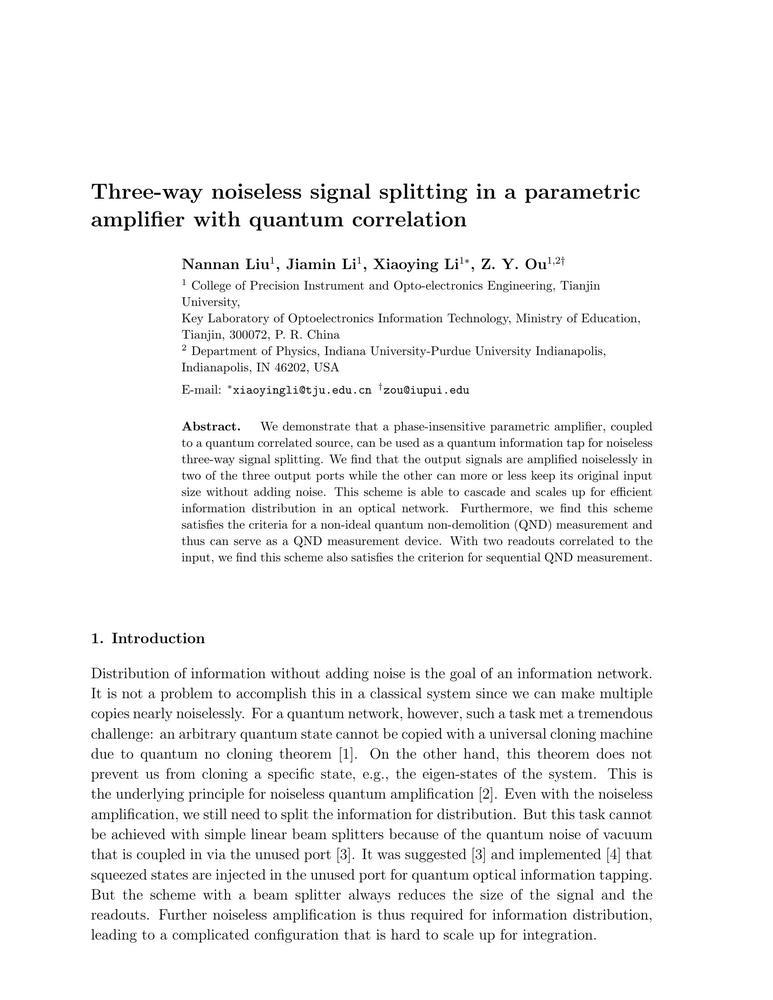 Three-way noiseless signal splitting in a parametric
amplifier with quantum correlation
Nannan Liu¹, Jiamin Li¹, Xiaoying Li¹*, Z. Y. Ou¹,²†
¹ College of Precision Instrument and Opto-electronics Engineering, Tianjin
University,
Key Laboratory of Optoelectronics Information Technology, Ministry of Education,
Tianjin, 300072, P. R. China
² Department of Physics, Indiana University-Purdue University Indianapolis,
Indianapolis, IN 46202, USA
E-mail: *xiaoyingli@tju.edu.cn †zou@iupui.edu
Abstract. We demonstrate that a phase-insensitive parametric amplifier, coupled
to a quantum correlated source, can be used as a quantum information tap for noiseless
three-way signal splitting. We find that the output signals are amplified noiselessly in
two of the three output ports while the other can more or less keep its original input
size without adding noise. This scheme is able to cascade and scales up for efficient
information distribution in an optical network. Furthermore, we find this scheme
satisfies the criteria for a non-ideal quantum non-demolition (QND) measurement and
thus can serve as a QND measurement device. With two readouts correlated to the
input, we find this scheme also satisfies the criterion for sequential QND measurement.
1. Introduction
Distribution of information without adding noise is the goal of an information network.
It is not a problem to accomplish this in a classical system since we can make multiple
copies nearly noiselessly. For a quantum network, however, such a task met a tremendous
challenge: an arbitrary quantum state cannot be copied with a universal cloning machine
due to quantum no cloning theorem [1]. On the other hand, this theorem does not
prevent us from cloning a specific state, e.g., the eigen-states of the system. This is
the underlying principle for noiseless quantum amplification [2]. Even with the noiseless
amplification, we still need to split the information for distribution. But this task cannot
be achieved with simple linear beam splitters because of the quantum noise of vacuum
that is coupled in via the unused port [3]. It was suggested [3] and implemented [4] that
squeezed states are injected in the unused port for quantum optical information tapping.
But the scheme with a beam splitter always reduces the size of the signal and the
readouts. Further noiseless amplification is thus required for information distribution,
leading to a complicated configuration that is hard to scale up for integration.